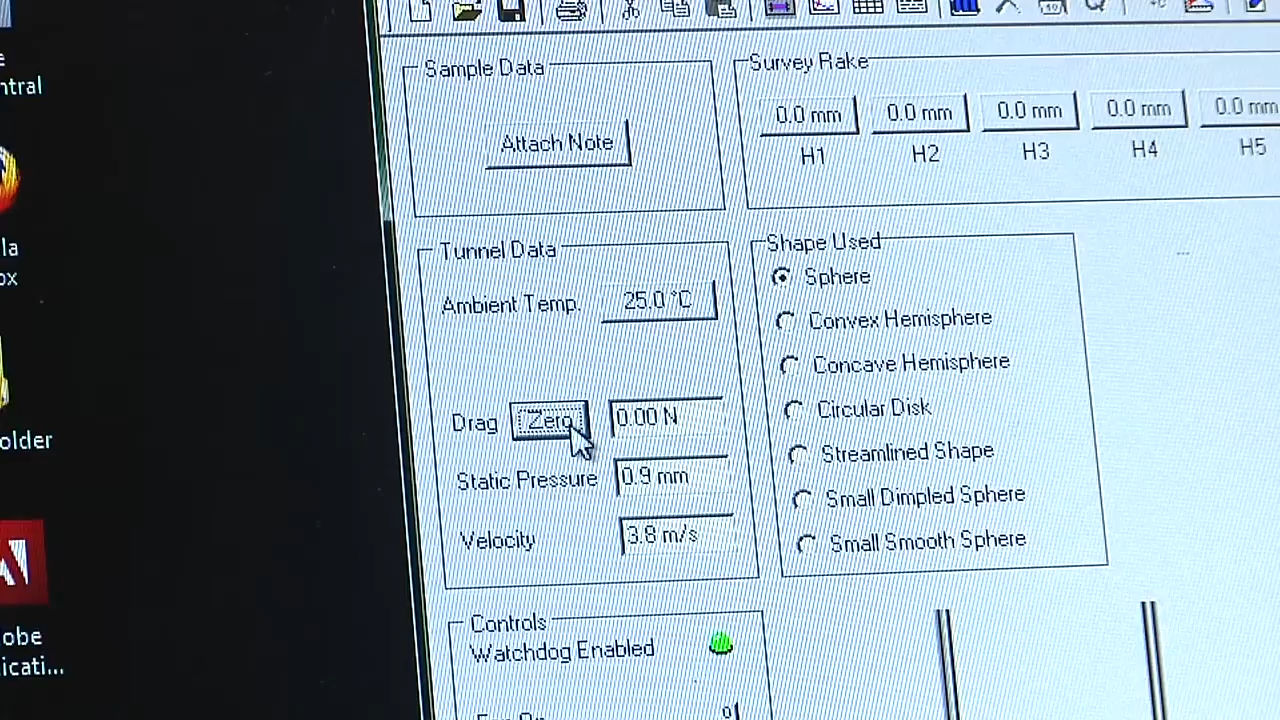 ntral
la
ox
older
obe
icati...
Sample Data
Attach Note
Survey Rake
0.0 mm 0.0 mm 0.0 mm 0.0 mm 0.0 mm
H1 H2 H3 H4 H5
Tunnel Data
Ambient Temp. 25.0 °C
Drag Zero 0.00 N
Static Pressure 0.9 mm
Velocity 3.8 m/s
Shape Used
Sphere
Convex Hemisphere
Concave Hemisphere
Circular Disk
Streamlined Shape
Small Dimpled Sphere
Small Smooth Sphere
Controls
Watchdog Enabled